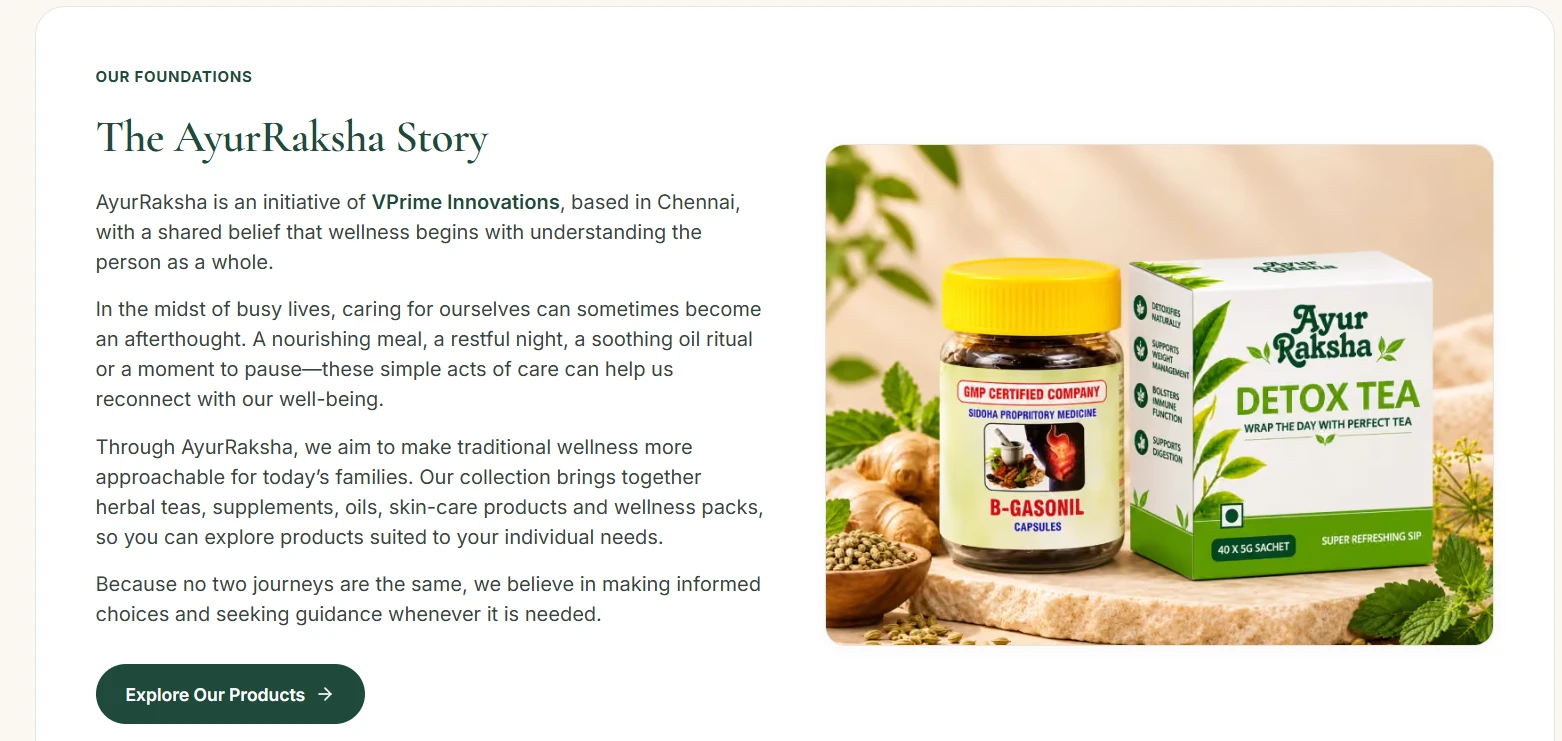 OUR FOUNDATIONS
The AyurRaksha Story
AyurRaksha is an initiative of VPrime Innovations, based in Chennai,
with a shared belief that wellness begins with understanding the
person as a whole.
In the midst of busy lives, caring for ourselves can sometimes become
an afterthought. A nourishing meal, a restful night, a soothing oil ritual
or a moment to pause—these simple acts of care can help us
reconnect with our well-being.
Through AyurRaksha, we aim to make traditional wellness more
approachable for today’s families. Our collection brings together
herbal teas, supplements, oils, skin-care products and wellness packs,
so you can explore products suited to your individual needs.
Because no two journeys are the same, we believe in making informed
choices and seeking guidance whenever it is needed.
Explore Our Products →
GMP CERTIFIED COMPANY
SIDDHA PROPRIITORY MEDICINE
B-GASONIL
CAPSULES
Ayur
Raksha
DETOXIFIES
NATURALLY
SUPPORTS
WEIGHT
MANAGEMENT
BOLSTERS
IMMUNE
FUNCTION
SUPPORTS
DIGESTION
Ayur
Raksha
DETOX TEA
WRAP THE DAY WITH PERFECT TEA
40 X 5G SACHET
SUPER REFRESHING SIP